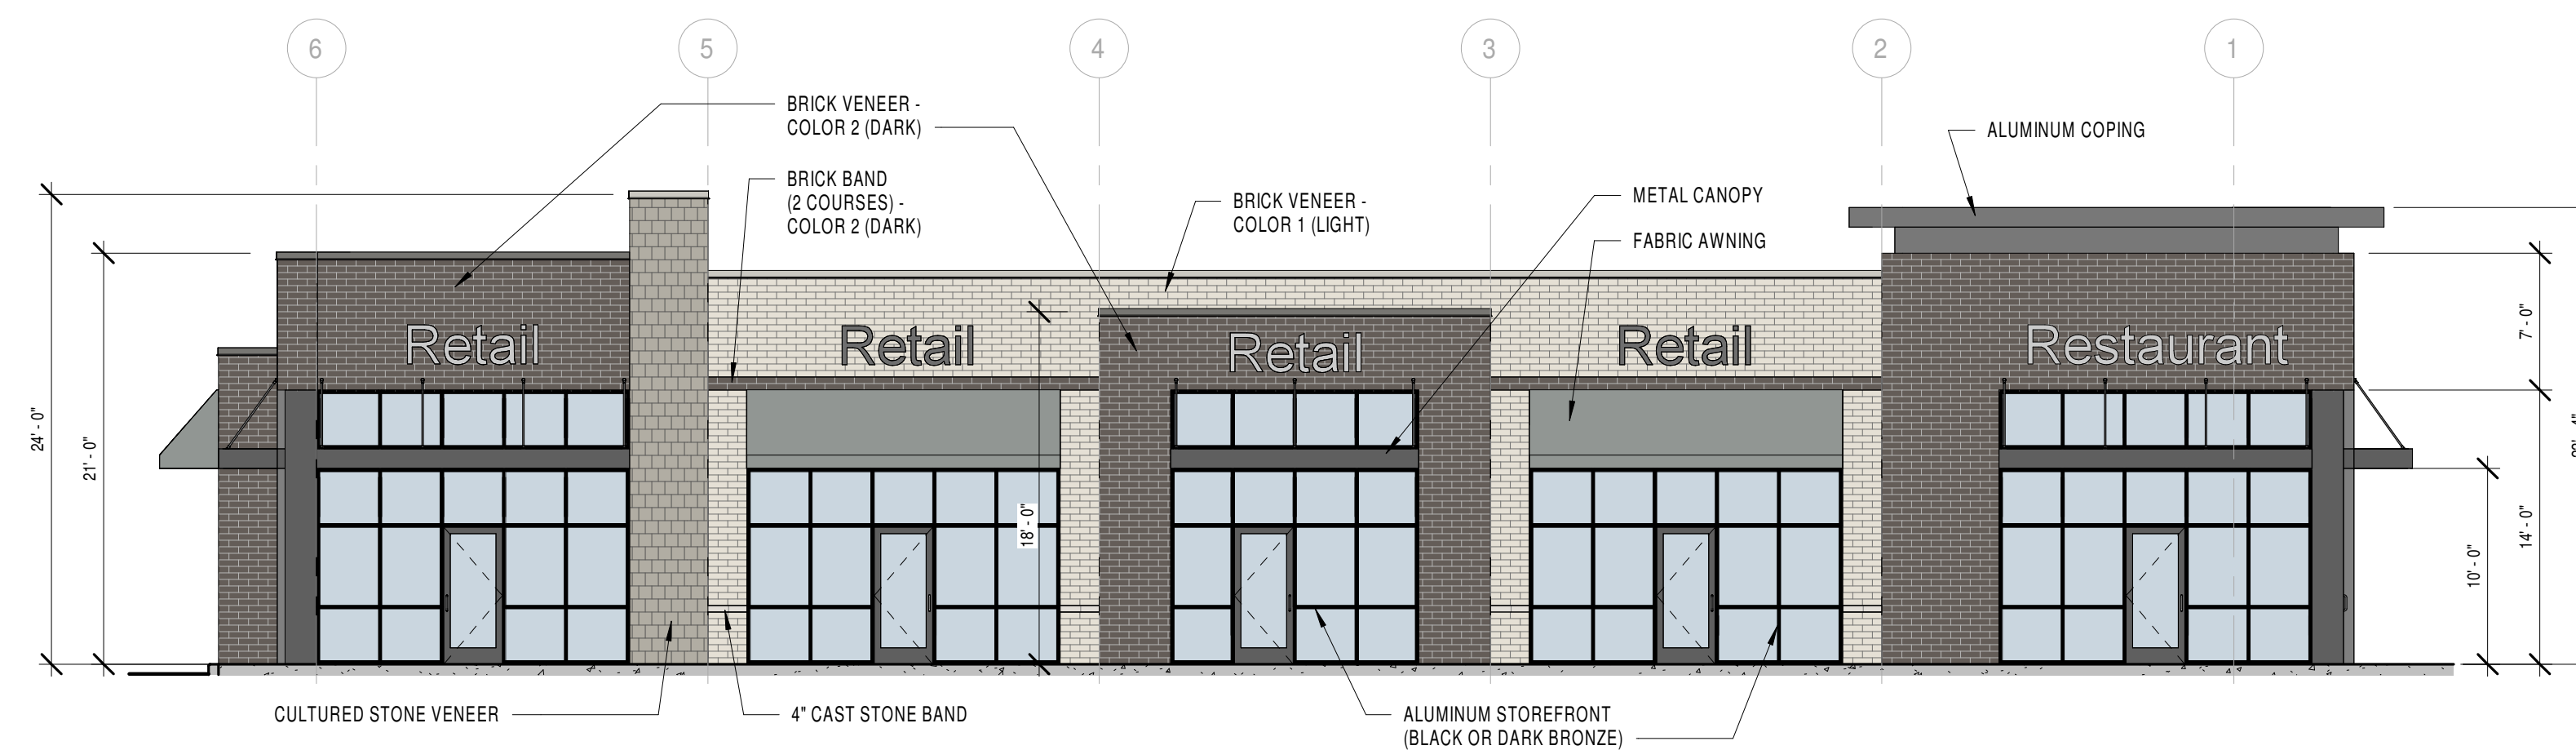 6
5
4
3
2
1
BRICK VENEER -
COLOR 2 (DARK)
ALUMINUM COPING
BRICK BAND
(2 COURSES) -
COLOR 2 (DARK)
BRICK VENEER -
COLOR 1 (LIGHT)
METAL CANOPY
FABRIC AWNING
Retail
Retail
Retail
Retail
Restaurant
24' - 0"
21' - 0"
18' - 0"
7' - 0"
14' - 0"
10' - 0"
CULTURED STONE VENEER
4" CAST STONE BAND
ALUMINUM STOREFRONT
(BLACK OR DARK BRONZE)